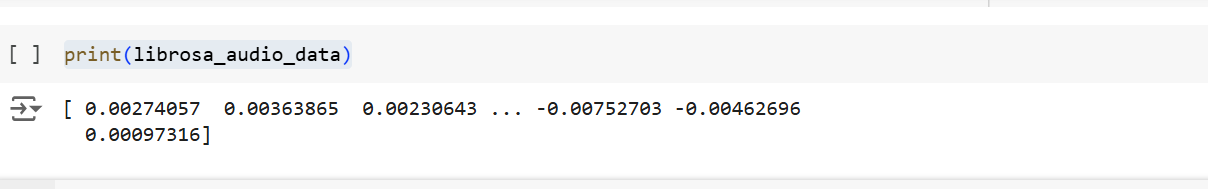 [ ] print(librosa_audio_data)
[ 0.00274057  0.00363865  0.00230643 ... -0.00752703 -0.00462696
0.00097316]